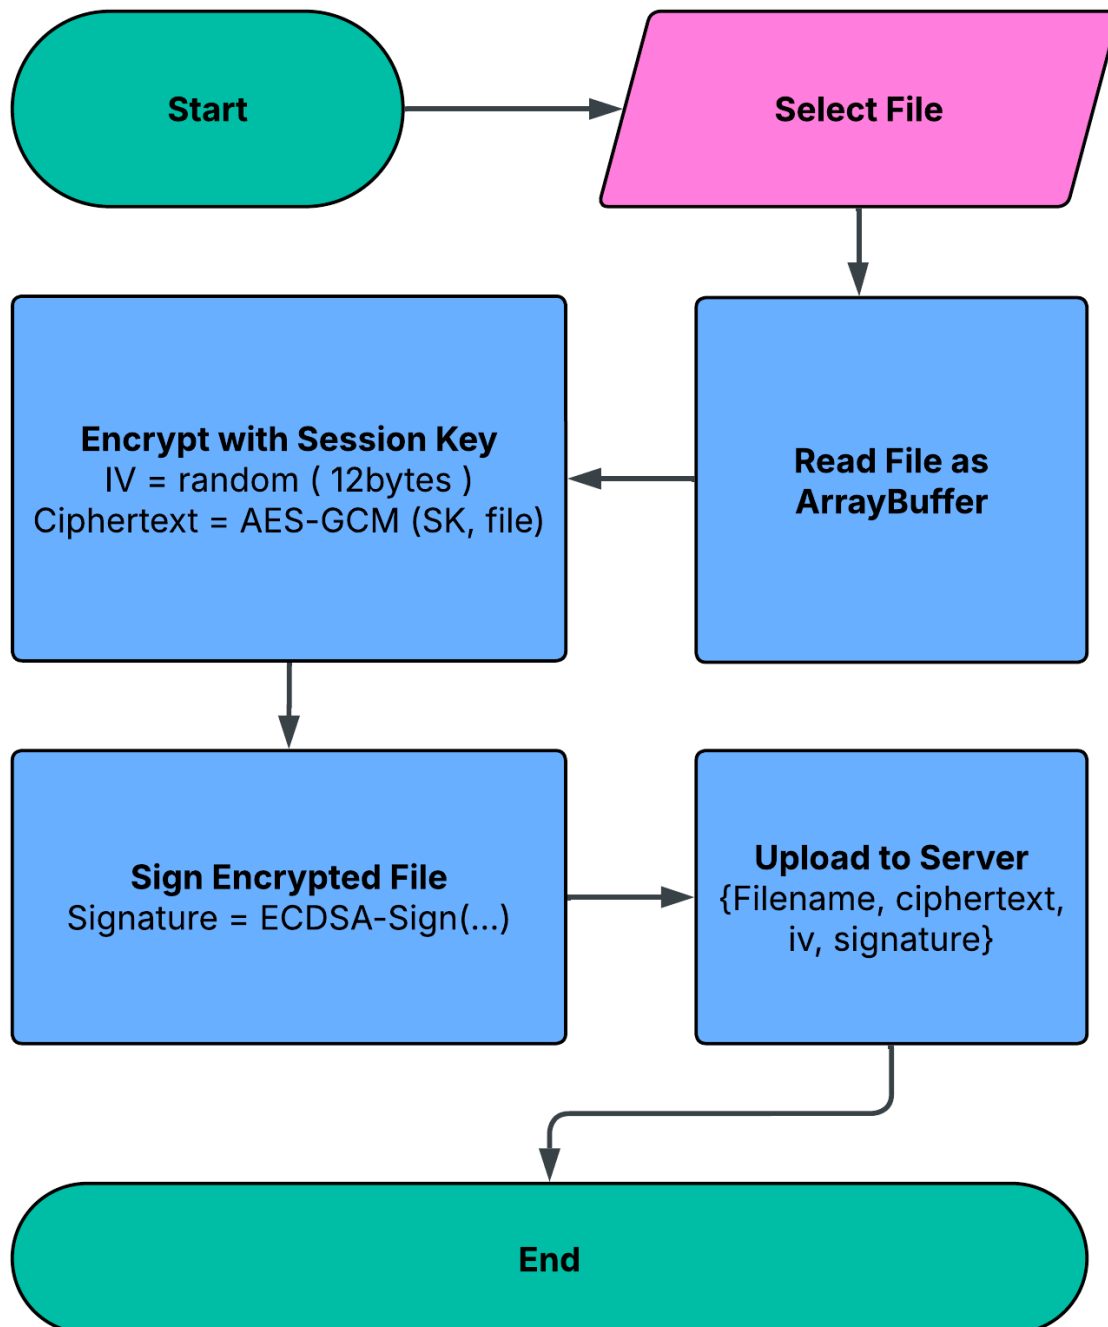 Start
Select File
Read File as
ArrayBuffer
Encrypt with Session Key
IV = random ( 12bytes )
Ciphertext = AES-GCM (SK, file)
Sign Encrypted File
Signature = ECDSA-Sign(...)
Upload to Server
{Filename, ciphertext,
iv, signature}
End